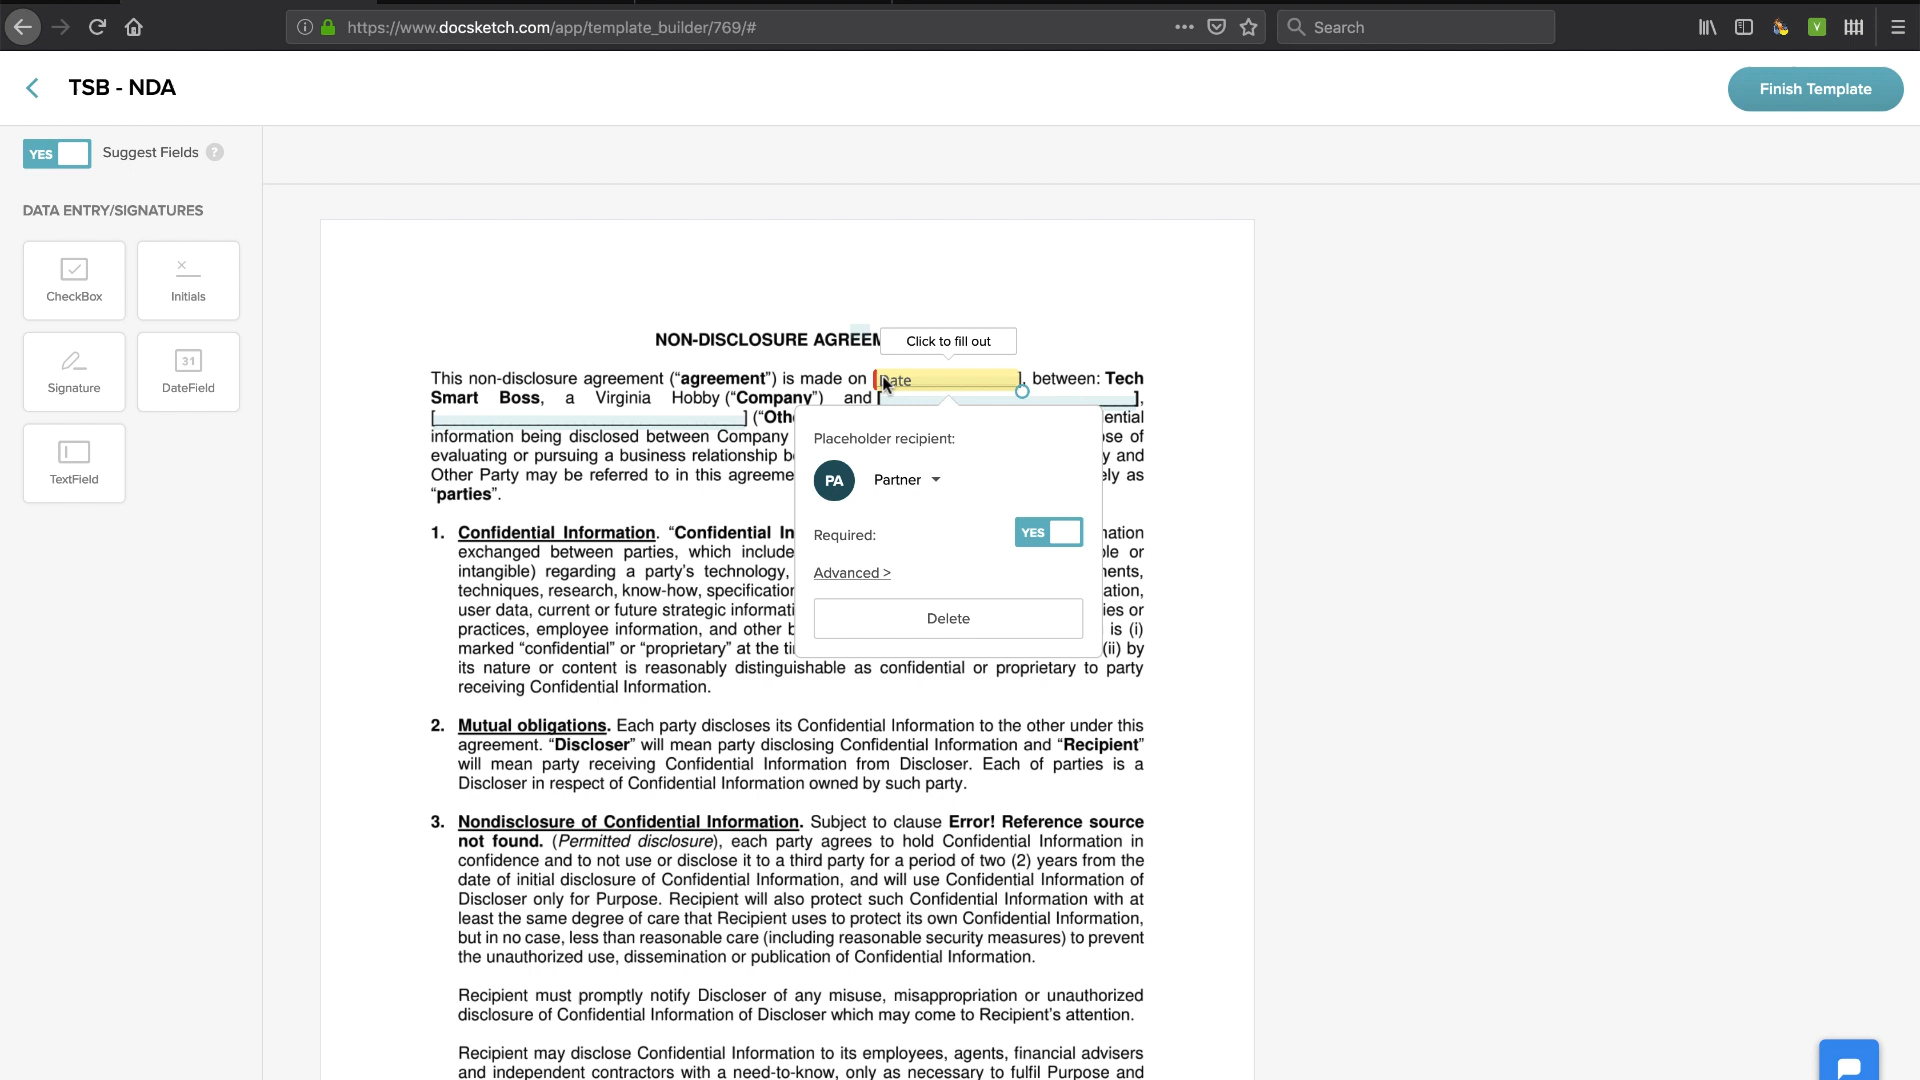 https://www.docsketch.com/app/template_builder/769/#
Search
TSB - NDA
Finish Template
YES
Suggest Fields ?
DATA ENTRY/SIGNATURES
CheckBox
Initials
Signature
31
DateField
TextField
NON-DISCLOSURE AGREEM
Click to fill out
This non-disclosure agreement (“agreement”) is made on [Date ], between: Tech
Smart Boss, a Virginia Hobby (“Company”) and [ ],
[ ] (“Oth ential
information being disclosed between Company ose of
evaluating or pursuing a business relationship b y and
Other Party may be referred to in this agreeme ely as
“parties”.
Placeholder recipient:
PA
Partner
Required:
YES
Advanced >
Delete
1. Confidential Information. “Confidential In nation
exchanged between parties, which include ble or
intangible) regarding a party’s technology, nents,
techniques, research, know-how, specification ation,
user data, current or future strategic informati ies or
practices, employee information, and other b is (i)
marked “confidential” or “proprietary” at the ti (ii) by
its nature or content is reasonably distinguishable as confidential or proprietary to party
receiving Confidential Information.
2. Mutual obligations. Each party discloses its Confidential Information to the other under this
agreement. “Discloser” will mean party disclosing Confidential Information and “Recipient”
will mean party receiving Confidential Information from Discloser. Each of parties is a
Discloser in respect of Confidential Information owned by such party.
3. Nondisclosure of Confidential Information. Subject to clause Error! Reference source
not found. (Permitted disclosure), each party agrees to hold Confidential Information in
confidence and to not use or disclose it to a third party for a period of two (2) years from the
date of initial disclosure of Confidential Information, and will use Confidential Information of
Discloser only for Purpose. Recipient will also protect such Confidential Information with at
least the same degree of care that Recipient uses to protect its own Confidential Information,
but in no case, less than reasonable care (including reasonable security measures) to prevent
the unauthorized use, dissemination or publication of Confidential Information.
Recipient must promptly notify Discloser of any misuse, misappropriation or unauthorized
disclosure of Confidential Information of Discloser which may come to Recipient’s attention.
Recipient may disclose Confidential Information to its employees, agents, financial advisers
and independent contractors with a need-to-know, only as necessary to fulfil Purpose and